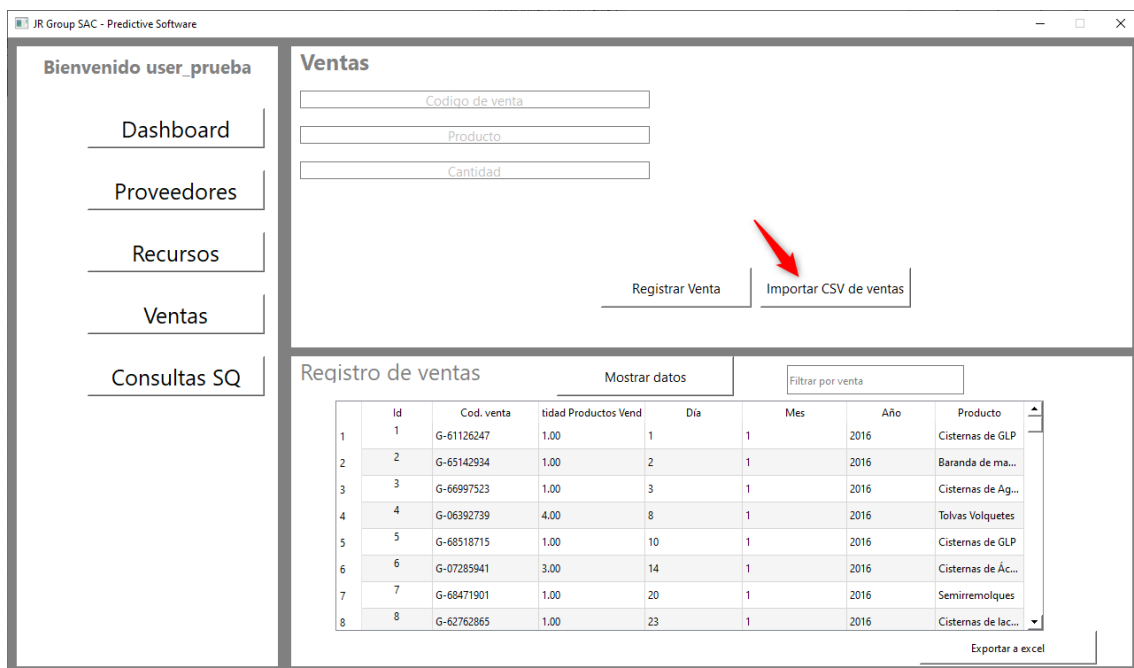 JR Group SAC - Predictive Software
Bienvenido user_prueba
Dashboard
Proveedores
Recursos
Ventas
Consultas SQ
Ventas
Codigo de venta
Producto
Cantidad
Registrar Venta
Importar CSV de ventas
Registro de ventas
Mostrar datos
Filtrar por venta
Id Cod. venta tidad Productos Vend Día Mes Año Producto
1 1 G-61126247 1.00 1 1 2016 Cisternas de GLP
2 2 G-65142934 1.00 2 1 2016 Baranda de ma...
3 3 G-66997523 1.00 3 1 2016 Cisternas de Ag...
4 4 G-06392739 4.00 8 1 2016 Tolvas Volquetes
5 5 G-68518715 1.00 10 1 2016 Cisternas de GLP
6 6 G-07285941 3.00 14 1 2016 Cisternas de Ác...
7 7 G-68471901 1.00 20 1 2016 Semirremolques
8 8 G-62762865 1.00 23 1 2016 Cisternas de lac...
Exportar a excel